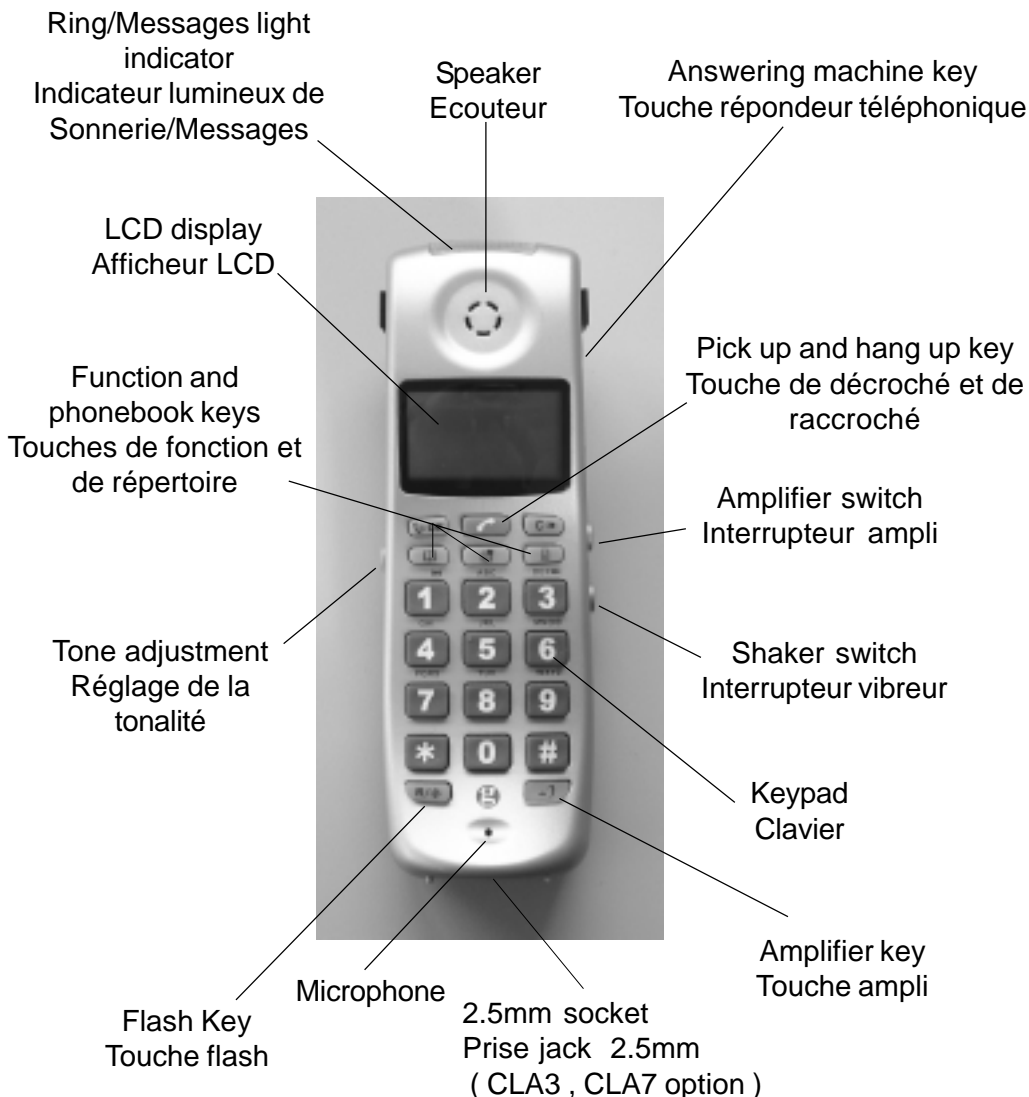 Ring/Messages light
indicator
Indicateur lumineux de
Sonnerie/Messages
Speaker
Ecouteur
Answering machine key
Touche répondeur téléphonique
LCD display
Afficheur LCD
Function and
phonebook keys
Touches de fonction et
de répertoire
Pick up and hang up key
Touche de décroché et de
raccroché
Amplifier switch
Interrupteur ampli
Tone adjustment
Réglage de la
tonalité
Shaker switch
Interrupteur vibreur
1 2 3
4 5 6
7 8 9
* 0 #
Keypad
Clavier
Amplifier key
Touche ampli
Microphone
Flash Key
Touche flash
2.5mm socket
Prise jack 2.5mm
( CLA3 , CLA7 option )